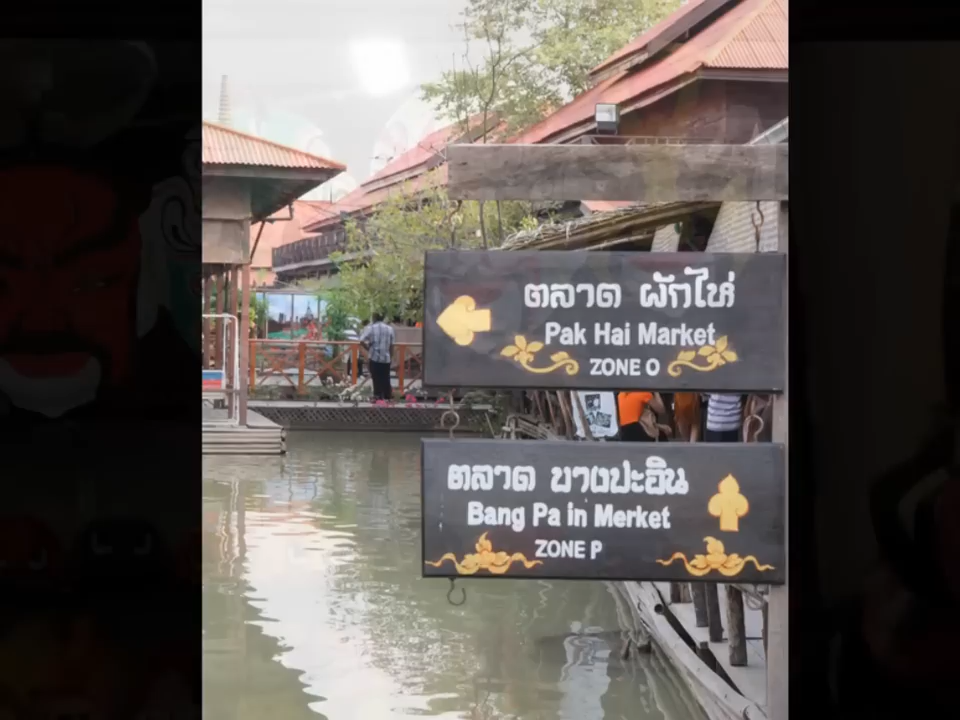 ตลาด ผักไห่
Pak Hai Market
ZONE O
ตลาด บางปะอิน
Bang Pa in Merket
ZONE P